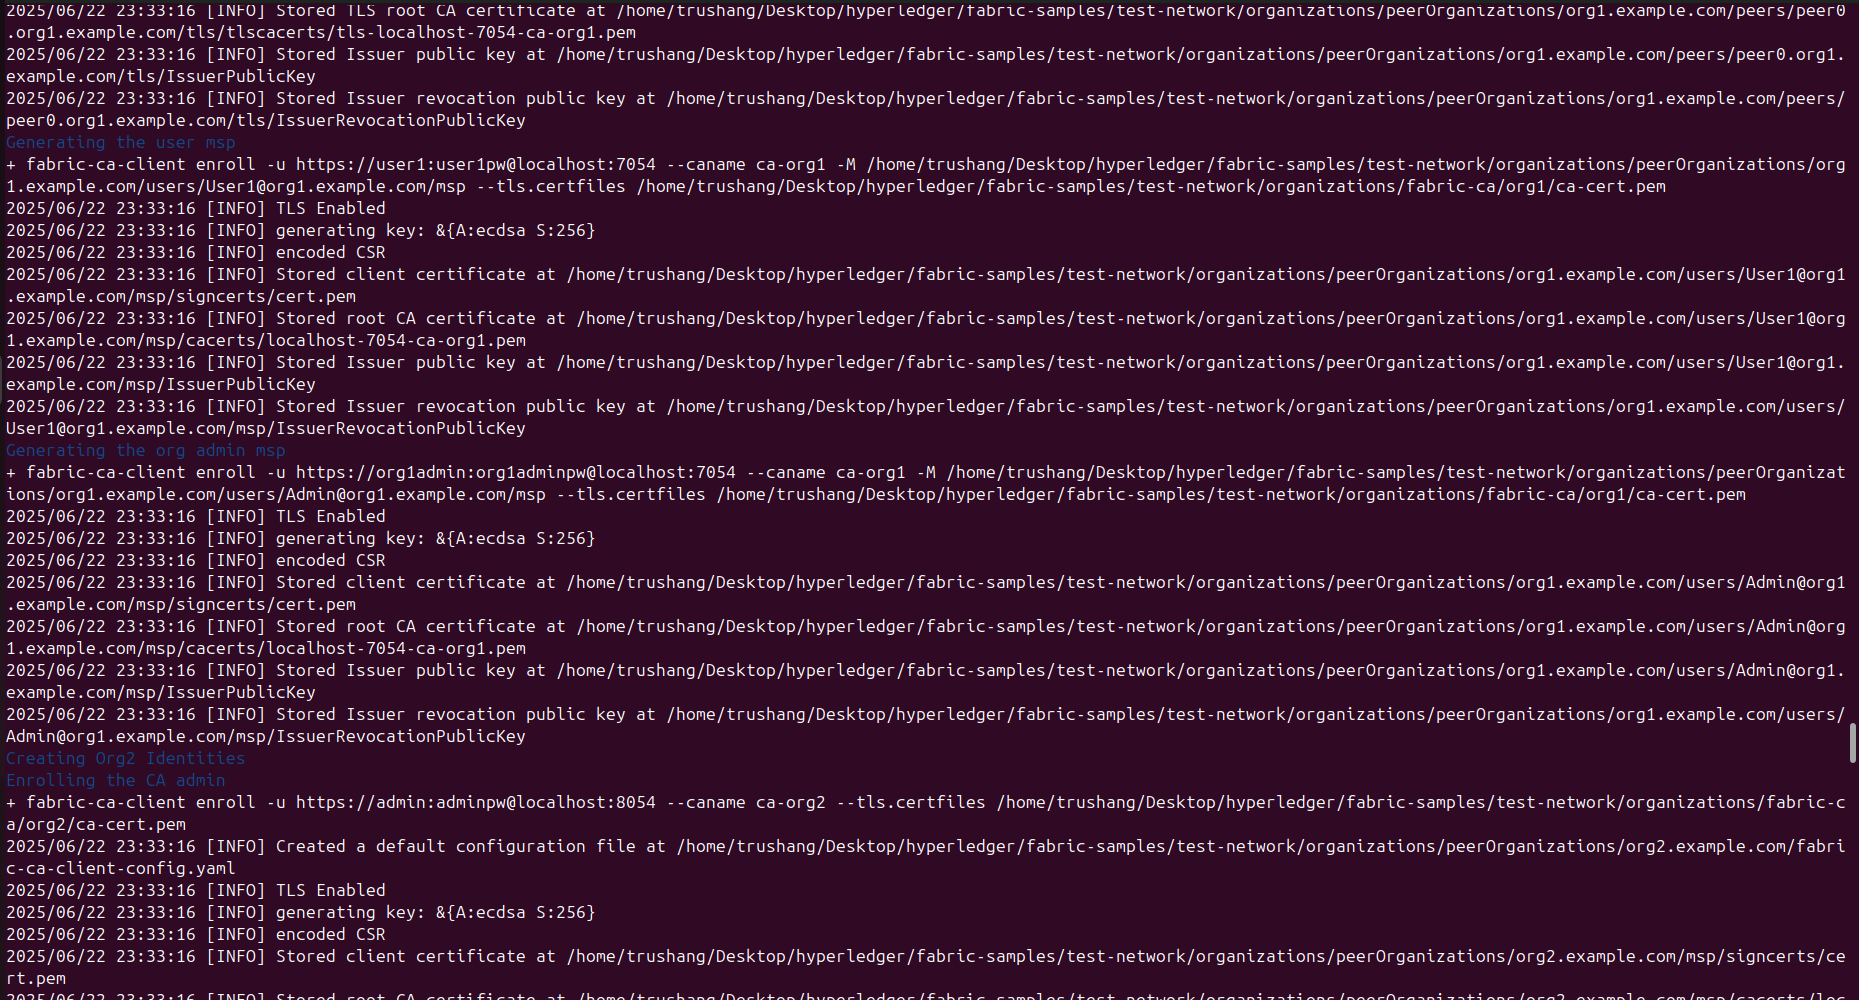 2025/06/22 23:33:16 [INFO] Stored TLS root CA certificate at /home/trushang/Desktop/hyperledger/fabric-samples/test-network/organizations/peerOrganizations/org1.example.com/peers/peer0
.org1.example.com/tls/tlscacerts/tls-localhost-7054-ca-org1.pem
2025/06/22 23:33:16 [INFO] Stored Issuer public key at /home/trushang/Desktop/hyperledger/fabric-samples/test-network/organizations/peerOrganizations/org1.example.com/peers/peer0.org1.
example.com/tls/IssuerPublicKey
2025/06/22 23:33:16 [INFO] Stored Issuer revocation public key at /home/trushang/Desktop/hyperledger/fabric-samples/test-network/organizations/peerOrganizations/org1.example.com/peers/
peer0.org1.example.com/tls/IssuerRevocationPublicKey
Generating the user msp
+ fabric-ca-client enroll -u https://user1:user1pw@localhost:7054 --caname ca-org1 -M /home/trushang/Desktop/hyperledger/fabric-samples/test-network/organizations/peerOrganizations/org
1.example.com/users/User1@org1.example.com/msp --tls.certfiles /home/trushang/Desktop/hyperledger/fabric-samples/test-network/organizations/fabric-ca/org1/ca-cert.pem
2025/06/22 23:33:16 [INFO] TLS Enabled
2025/06/22 23:33:16 [INFO] generating key: &{A:ecdsa S:256}
2025/06/22 23:33:16 [INFO] encoded CSR
2025/06/22 23:33:16 [INFO] Stored client certificate at /home/trushang/Desktop/hyperledger/fabric-samples/test-network/organizations/peerOrganizations/org1.example.com/users/User1@org1
.example.com/msp/signcerts/cert.pem
2025/06/22 23:33:16 [INFO] Stored root CA certificate at /home/trushang/Desktop/hyperledger/fabric-samples/test-network/organizations/peerOrganizations/org1.example.com/users/User1@org
1.example.com/msp/cacerts/localhost-7054-ca-org1.pem
2025/06/22 23:33:16 [INFO] Stored Issuer public key at /home/trushang/Desktop/hyperledger/fabric-samples/test-network/organizations/peerOrganizations/org1.example.com/users/User1@org1.
example.com/msp/IssuerPublicKey
2025/06/22 23:33:16 [INFO] Stored Issuer revocation public key at /home/trushang/Desktop/hyperledger/fabric-samples/test-network/organizations/peerOrganizations/org1.example.com/users/
User1@org1.example.com/msp/IssuerRevocationPublicKey
Generating the org admin msp
+ fabric-ca-client enroll -u https://org1admin:org1adminpw@localhost:7054 --caname ca-org1 -M /home/trushang/Desktop/hyperledger/fabric-samples/test-network/organizations/peerOrganizat
ions/org1.example.com/users/Admin@org1.example.com/msp --tls.certfiles /home/trushang/Desktop/hyperledger/fabric-samples/test-network/organizations/fabric-ca/org1/ca-cert.pem
2025/06/22 23:33:16 [INFO] TLS Enabled
2025/06/22 23:33:16 [INFO] generating key: &{A:ecdsa S:256}
2025/06/22 23:33:16 [INFO] encoded CSR
2025/06/22 23:33:16 [INFO] Stored client certificate at /home/trushang/Desktop/hyperledger/fabric-samples/test-network/organizations/peerOrganizations/org1.example.com/users/Admin@org1
.example.com/msp/signcerts/cert.pem
2025/06/22 23:33:16 [INFO] Stored root CA certificate at /home/trushang/Desktop/hyperledger/fabric-samples/test-network/organizations/peerOrganizations/org1.example.com/users/Admin@org
1.example.com/msp/cacerts/localhost-7054-ca-org1.pem
2025/06/22 23:33:16 [INFO] Stored Issuer public key at /home/trushang/Desktop/hyperledger/fabric-samples/test-network/organizations/peerOrganizations/org1.example.com/users/Admin@org1.
example.com/msp/IssuerPublicKey
2025/06/22 23:33:16 [INFO] Stored Issuer revocation public key at /home/trushang/Desktop/hyperledger/fabric-samples/test-network/organizations/peerOrganizations/org1.example.com/users/
Admin@org1.example.com/msp/IssuerRevocationPublicKey
Creating Org2 Identities
Enrolling the CA admin
+ fabric-ca-client enroll -u https://admin:adminpw@localhost:8054 --caname ca-org2 --tls.certfiles /home/trushang/Desktop/hyperledger/fabric-samples/test-network/organizations/fabric-c
a/org2/ca-cert.pem
2025/06/22 23:33:16 [INFO] Created a default configuration file at /home/trushang/Desktop/hyperledger/fabric-samples/test-network/organizations/peerOrganizations/org2.example.com/fabri
c-ca-client-config.yaml
2025/06/22 23:33:16 [INFO] TLS Enabled
2025/06/22 23:33:16 [INFO] generating key: &{A:ecdsa S:256}
2025/06/22 23:33:16 [INFO] encoded CSR
2025/06/22 23:33:16 [INFO] Stored client certificate at /home/trushang/Desktop/hyperledger/fabric-samples/test-network/organizations/peerOrganizations/org2.example.com/msp/signcerts/ce
rt.pem
2025/06/22 23:33:16 [INFO] Stored root CA certificate at /home/trushang/Desktop/hyperledger/fabric-samples/test-network/organizations/peerOrganizations/org2.example.com/msp/cacerts/loc